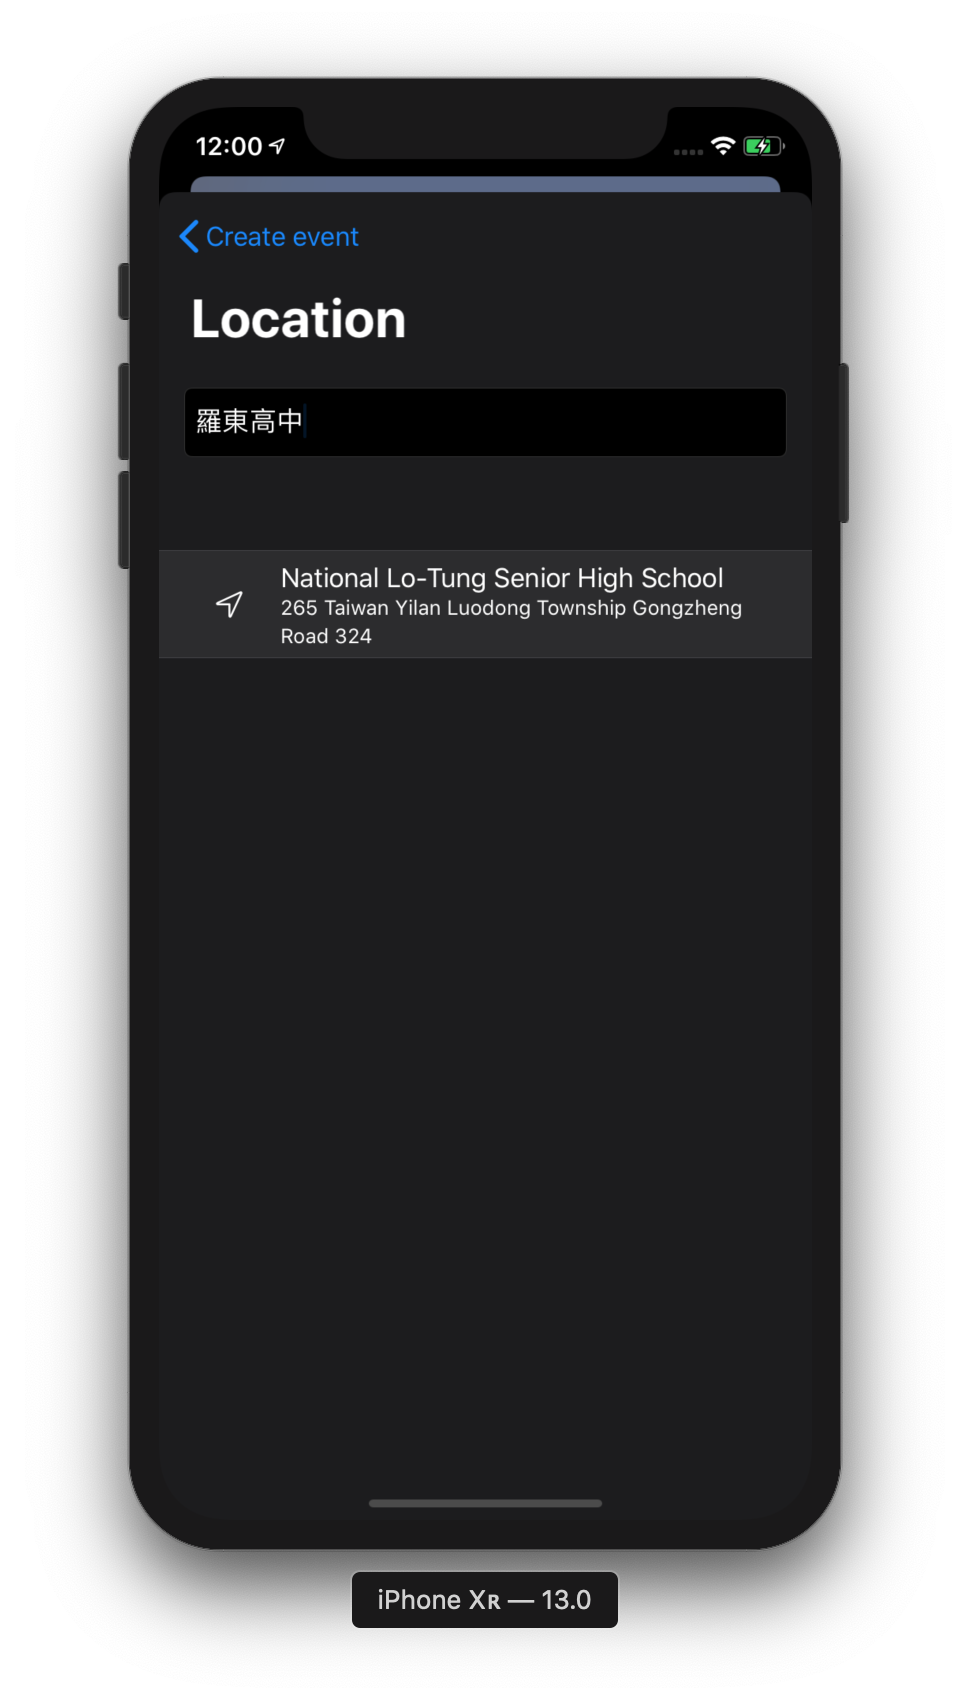 12:00
Create event
Location
羅東高中
National Lo-Tung Senior High School
265 Taiwan Yilan Luodong Township Gongzheng
Road 324
iPhone Xʀ — 13.0